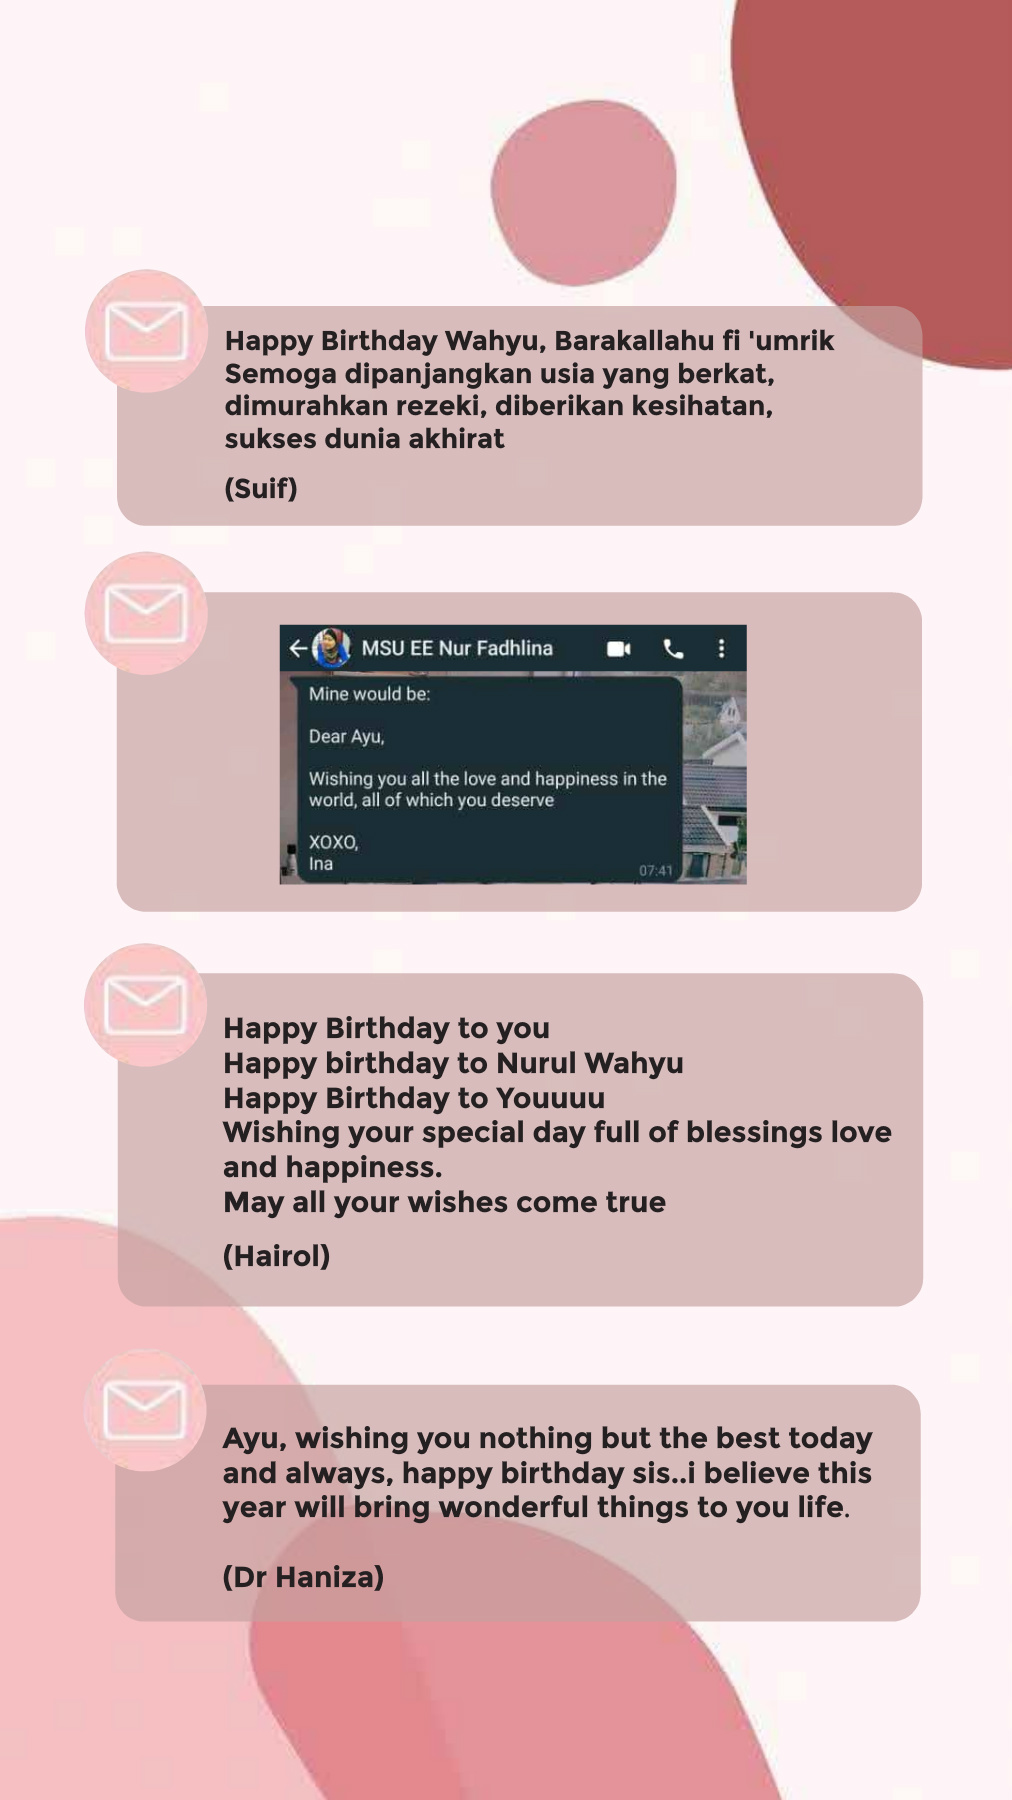 Happy Birthday Wahyu, Barakallahu fi 'umrik
Semoga dipanjangkan usia yang berkat,
dimurahkan rezeki, diberikan kesihatan,
sukses dunia akhirat
(Suif)
MSU EE Nur Fadhlina
Mine would be:
Dear Ayu,
Wishing you all the love and happiness in the
world, all of which you deserve
XOXO,
Ina
07:41
Happy Birthday to you
Happy birthday to Nurul Wahyu
Happy Birthday to Youuuu
Wishing your special day full of blessings love
and happiness.
May all your wishes come true
(Hairol)
Ayu, wishing you nothing but the best today
and always, happy birthday sis..i believe this
year will bring wonderful things to you life.
(Dr Haniza)